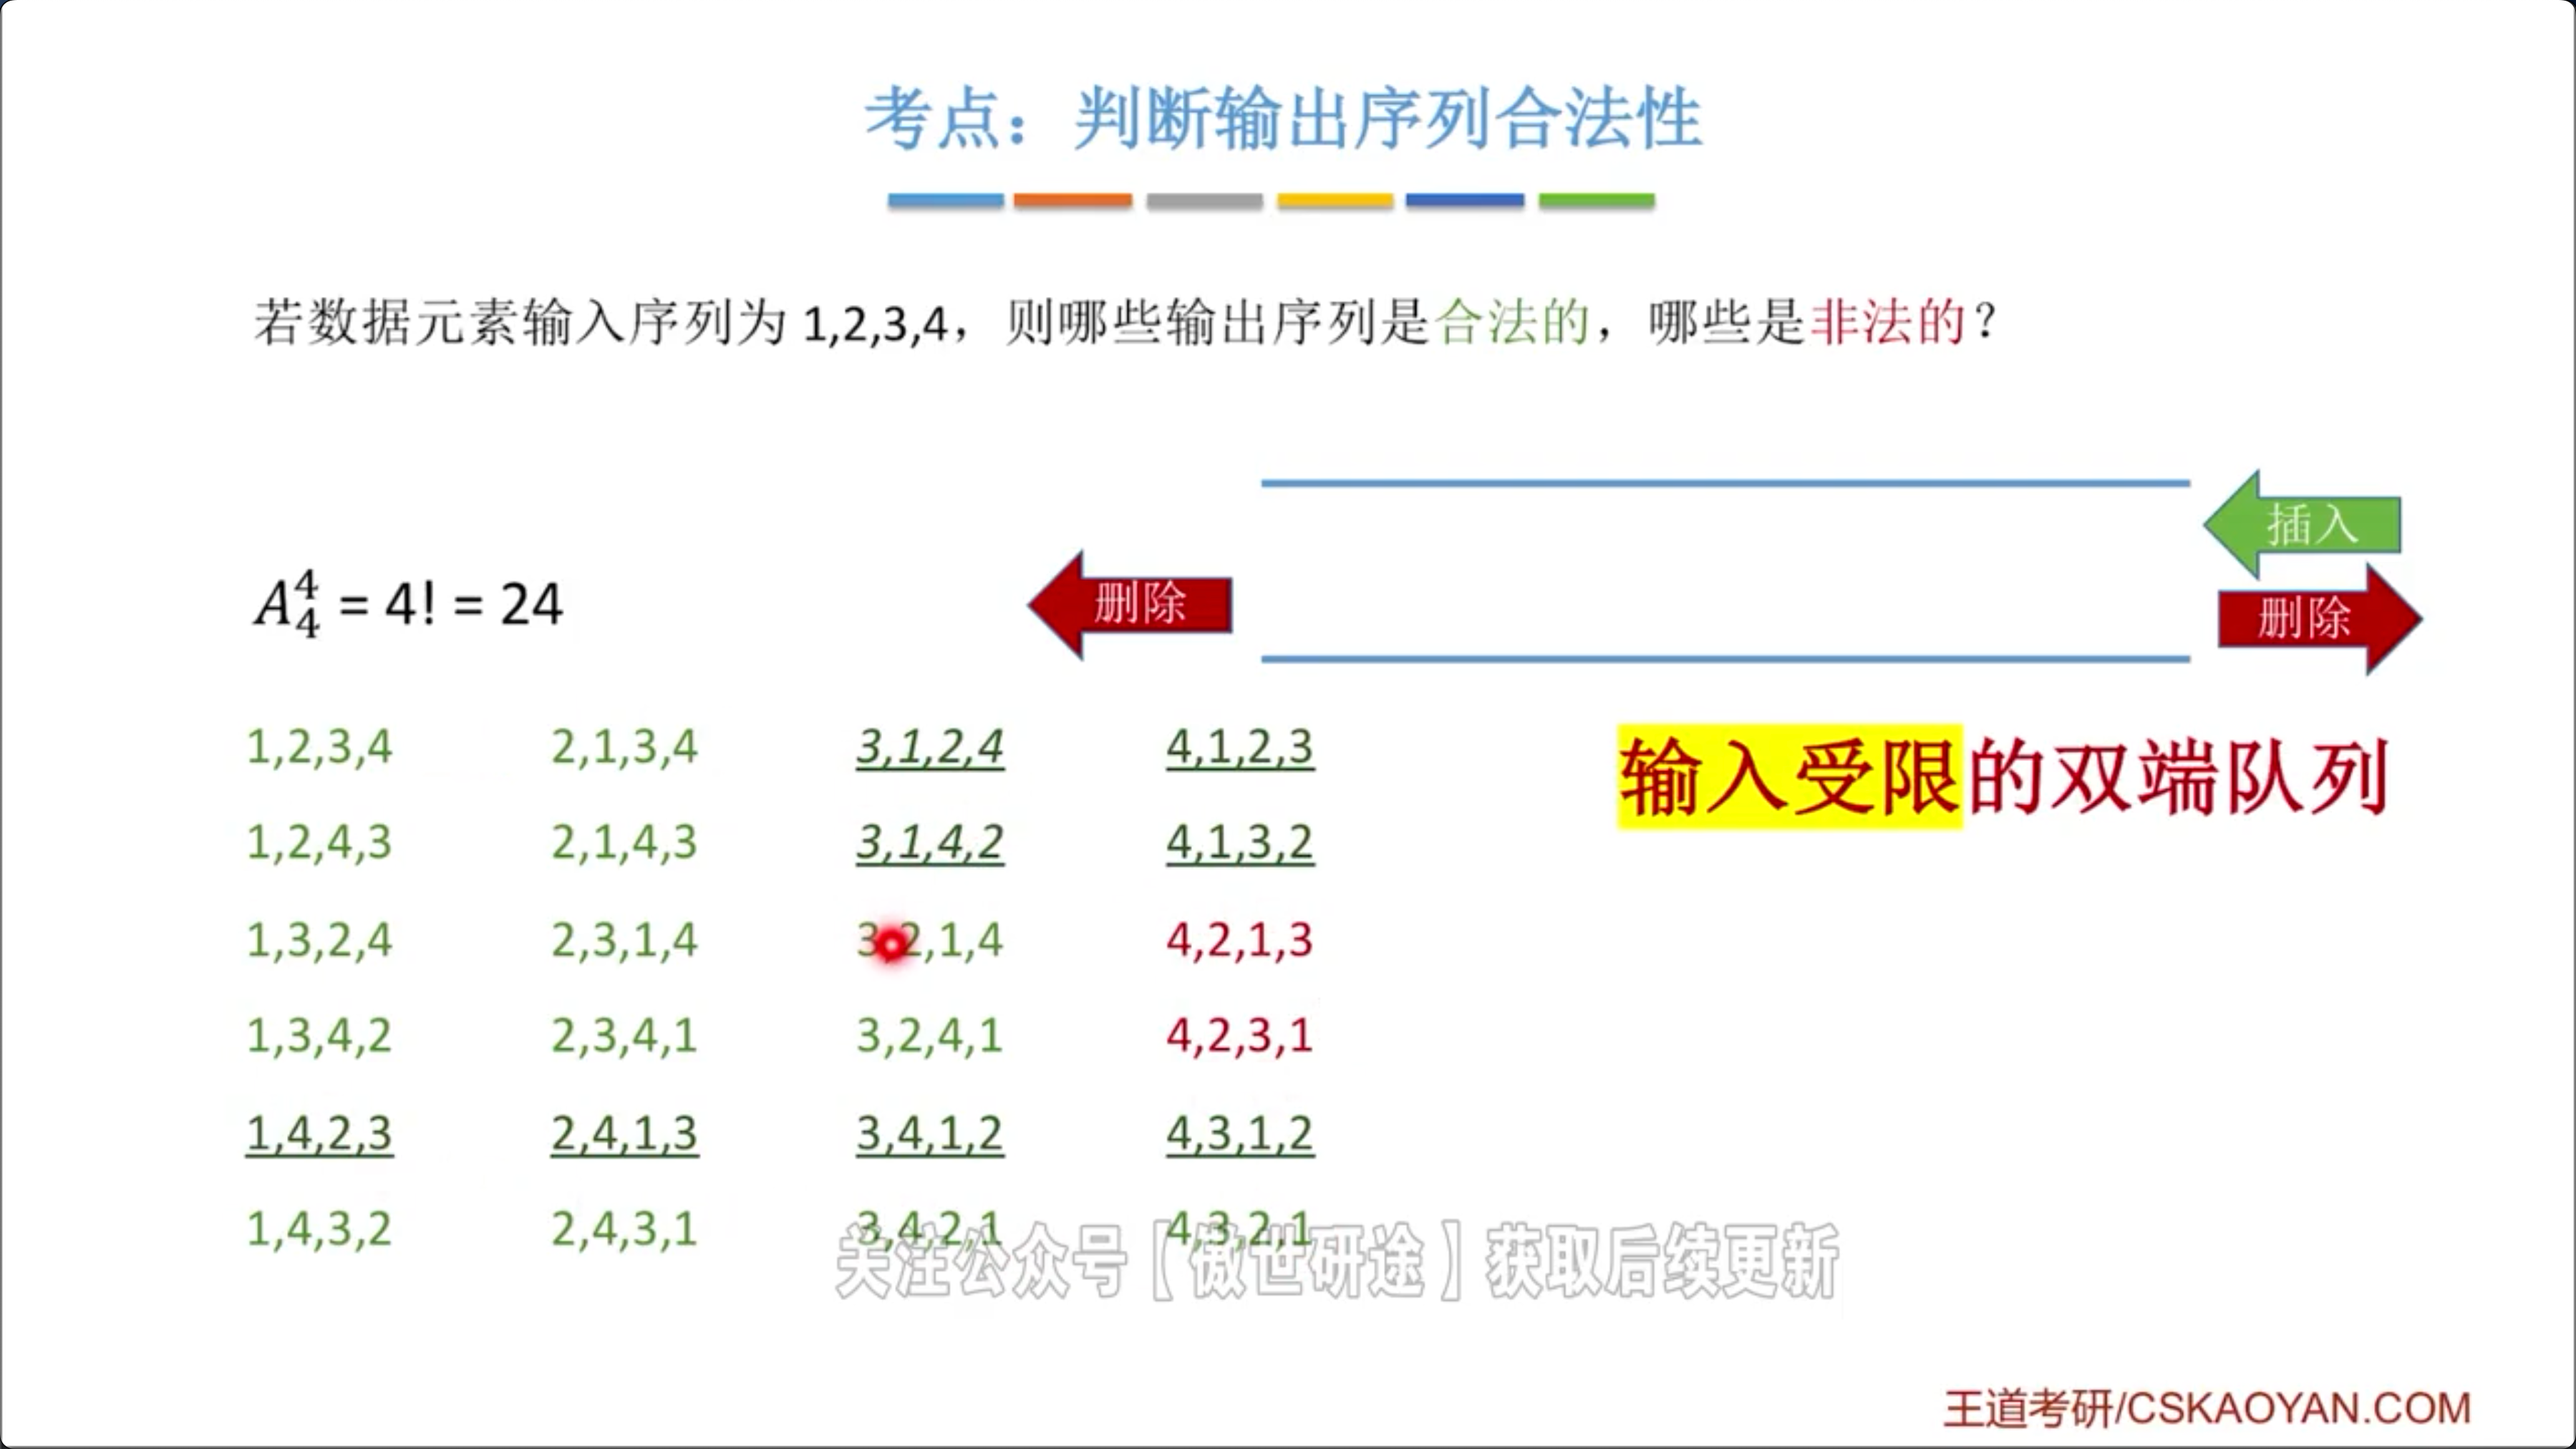 考点：判断输出序列合法性
若数据元素输入序列为 1,2,3,4，则哪些输出序列是合法的，哪些是非法的？
插入
删除
删除
A₄⁴ = 4! = 24
输入受限的双端队列
1,2,3,4 2,1,3,4 3,1,2,4 4,1,2,3
1,2,4,3 2,1,4,3 3,1,4,2 4,1,3,2
1,3,2,4 2,3,1,4 3,2,1,4 4,2,1,3
1,3,4,2 2,3,4,1 3,2,4,1 4,2,3,1
1,4,2,3 2,4,1,3 3,4,1,2 4,3,1,2
1,4,3,2 2,4,3,1 3,4,2,1 4,3,2,1
关注公众号【傲世研途】获取后续更新
王道考研/CSKAOYAN.COM